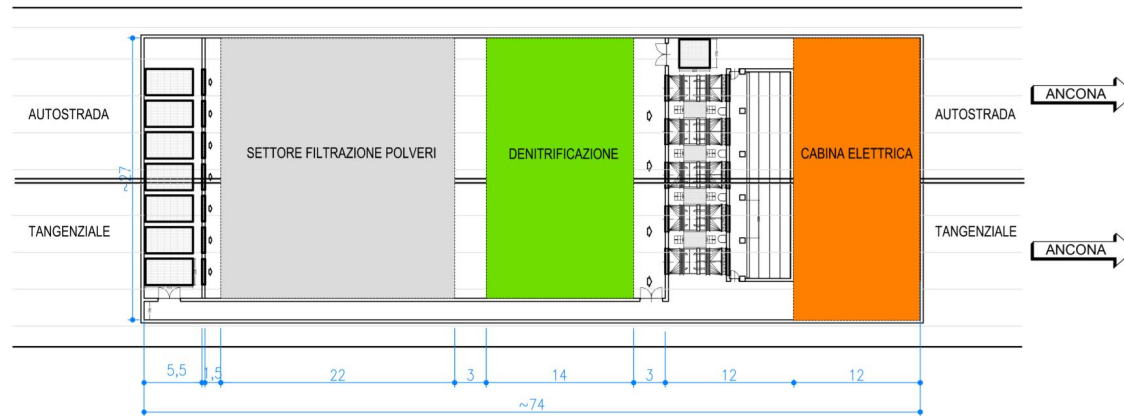 AUTOSTRADA
SETTORE FILTRAZIONE POLVERI
DENITRIFICAZIONE
CABINA ELETTRICA
AUTOSTRADA
ANCONA
~27
TANGENZIALE
TANGENZIALE
ANCONA
5,5
1,5
22
3
14
3
12
12
~74